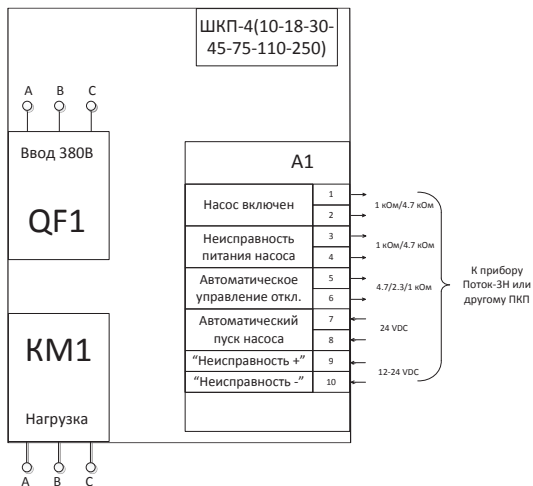 ШКП-4(10-18-30-
45-75-110-250)
A B C
Ввод 380В
QF1
A1
Насос включен
1
2
1 кОм/4.7 кОм
Неисправность
питания насоса
3
4
1 кОм/4.7 кОм
Автоматическое
управление откл.
5
6
4.7/2.3/1 кОм
Автоматический
пуск насоса
7
8
24 VDC
“Неисправность +”
9
“Неисправность -”
10
12-24 VDC
К прибору
Поток-3Н или
другому ПКП
КМ1
Нагрузка
A B C